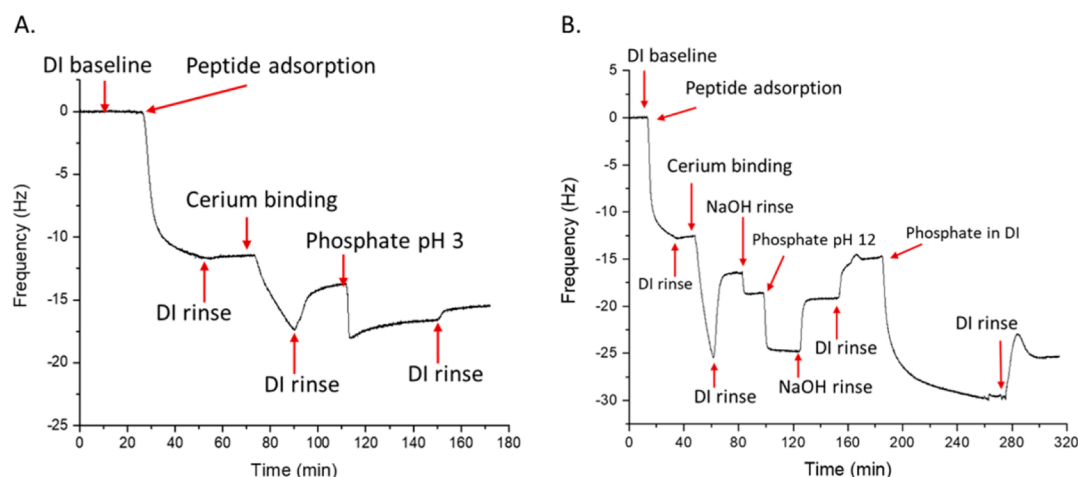 A.
DI baseline
Peptide adsorption
Cerium binding
Phosphate pH 3
DI rinse
DI rinse
DI rinse
Frequency (Hz)
0
-5
-10
-15
-20
-25
0 20 40 60 80 100 120 140 160 180
Time (min)
B.
DI baseline
Peptide adsorption
Cerium binding
NaOH rinse
Phosphate pH 12
Phosphate in DI
DI rinse
DI rinse
DI rinse
DI rinse
NaOH rinse
Frequency (Hz)
5
0
-5
-10
-15
-20
-25
-30
0 40 80 120 160 200 240 280 320
Time (min)